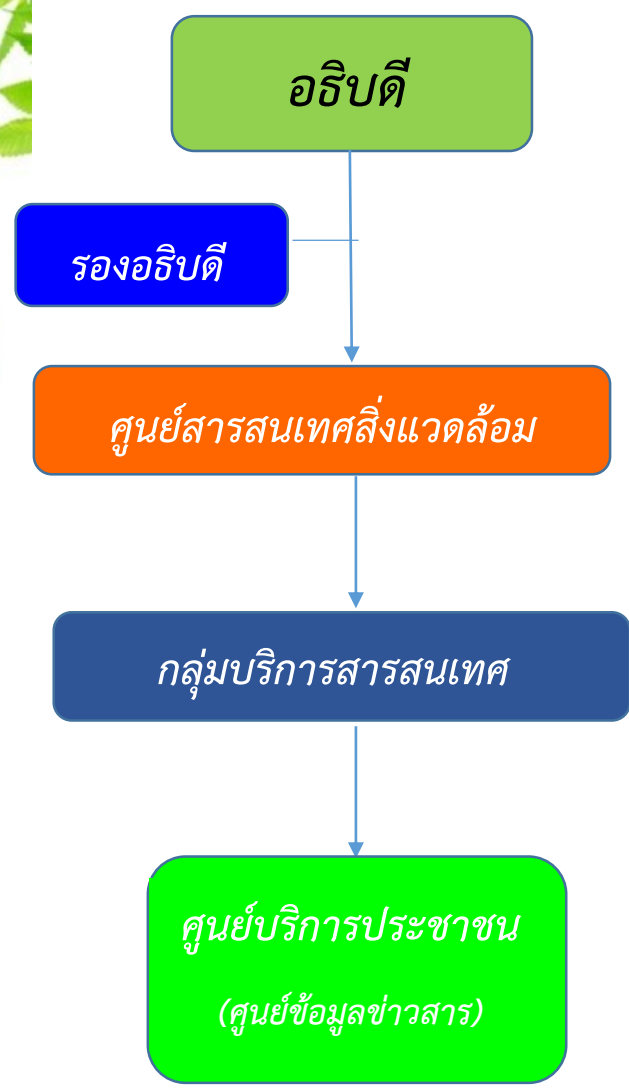 อธิบดี
รองอธิบดี
ศูนย์สารสนเทศสิ่งแวดล้อม
กลุ่มบริการสารสนเทศ
ศูนย์บริการประชาชน
(ศูนย์ข้อมูลข่าวสาร)